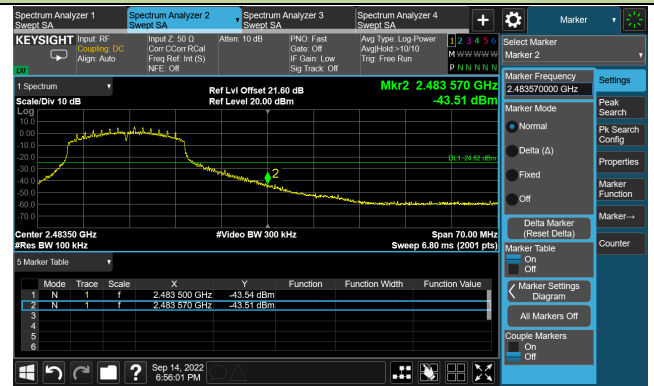 Spectrum Analyzer 1
Swept SA
Spectrum Analyzer 2
Swept SA
Spectrum Analyzer 3
Swept SA
Spectrum Analyzer 4
Swept SA
+
Marker
KEYSIGHT
LXI
Input: RF
Coupling: DC
Align: Auto
Input Z: 50 Ω
Corr CCorr RCal
Freq Ref: Int (S)
NFE: Off
Atten: 10 dB
PNO: Fast
Gate: Off
IF Gain: Low
Sig Track: Off
Avg Type: Log-Power
Avg|Hold:>10/10
Trig: Free Run
1 2 3 4 5 6
M W W W W W
P N N N N N
Select Marker
Marker 2
1 Spectrum
Scale/Div 10 dB
Log
Ref Lvl Offset 21.60 dB
Ref Level 20.00 dBm
Mkr2 2.483 570 GHz
-43.51 dBm
10.0
0.00
-10.0
-20.0
-30.0
-40.0
-50.0
-60.0
-70.0
DL1 -24.62 dBm
2
Center 2.48350 GHz
#Res BW 100 kHz
#Video BW 300 kHz
Span 70.00 MHz
Sweep 6.80 ms (2001 pts)
5 Marker Table
Mode Trace Scale X Y Function Function Width Function Value
1 N 1 f 2.483 500 GHz -43.54 dBm
2 N 1 f 2.483 570 GHz -43.51 dBm
3
4
5
6
Marker Frequency
2.483570000 GHz
Marker Mode
Normal
Delta (Δ)
Fixed
Off
Delta Marker
(Reset Delta)
Marker Table
On
Off
Marker Settings
Diagram
All Markers Off
Couple Markers
On
Off
Settings
Peak
Search
Pk Search
Config
Properties
Marker
Function
Marker→
Counter
?
Sep 14, 2022
6:56:01 PM